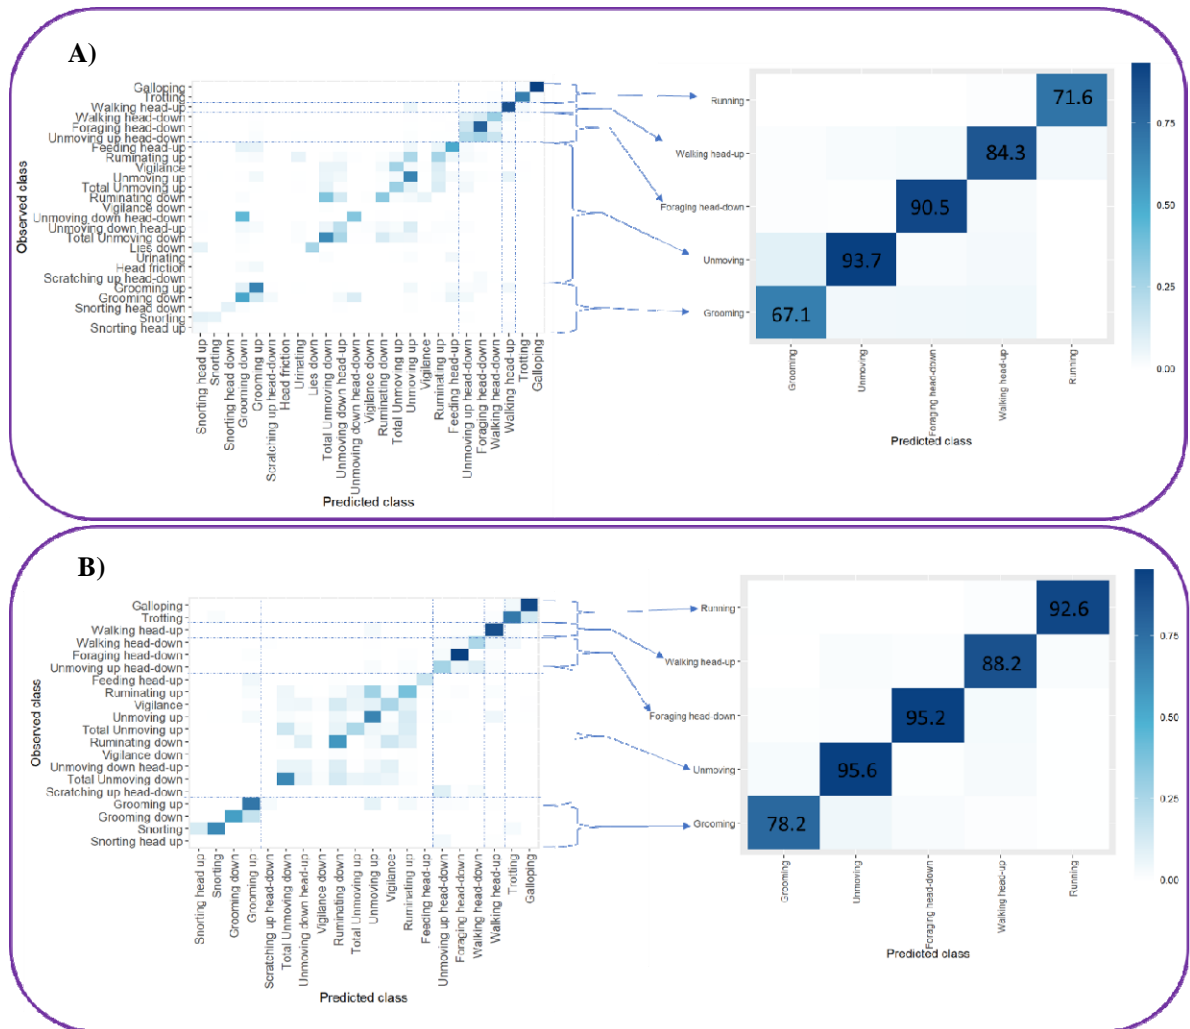 A)
Observed class
Galloping
Trotting
Walking head-up
Walking head-down
Foraging head-down
Unmoving up head-down
Feeding head-up
Ruminating up
Vigilance
Unmoving up
Total Unmoving up
Ruminating down
Vigilance down
Unmoving down head-down
Unmoving down head-up
Total Unmoving down
Lies down
Urinating
Head friction
Scratching up head-down
Grooming up
Grooming down
Snorting head down
Snorting
Snorting head up
Snorting head up
Snorting
Snorting head down
Grooming down
Grooming up
Scratching up head-down
Head friction
Urinating
Lies down
Total Unmoving down
Unmoving down head-up
Unmoving down head-down
Vigilance down
Ruminating down
Total Unmoving up
Unmoving up
Vigilance
Ruminating up
Feeding head-up
Unmoving up head-down
Foraging head-down
Walking head-down
Walking head-up
Trotting
Galloping
Predicted class
Running
Walking head-up
Foraging head-down
Unmoving
Grooming
71.6
84.3
90.5
93.7
67.1
Grooming
Unmoving
Foraging head-down
Walking head-up
Running
Predicted class
0.75
0.50
0.25
0.00
B)
Observed class
Galloping
Trotting
Walking head-up
Walking head-down
Foraging head-down
Unmoving up head-down
Feeding head-up
Ruminating up
Vigilance
Unmoving up
Total Unmoving up
Ruminating down
Vigilance down
Unmoving down head-up
Total Unmoving down
Scratching up head-down
Grooming up
Grooming down
Snorting
Snorting head up
Snorting head up
Snorting
Grooming down
Grooming up
Scratching up head-down
Total Unmoving down
Unmoving down head-up
Vigilance down
Ruminating down
Total Unmoving up
Unmoving up
Vigilance
Ruminating up
Feeding head-up
Unmoving up head-down
Foraging head-down
Walking head-down
Walking head-up
Trotting
Galloping
Predicted class
Running
Walking head-up
Foraging head-down
Unmoving
Grooming
92.6
88.2
95.2
95.6
78.2
Grooming
Unmoving
Foraging head-down
Walking head-up
Running
Predicted class
0.75
0.50
0.25
0.00